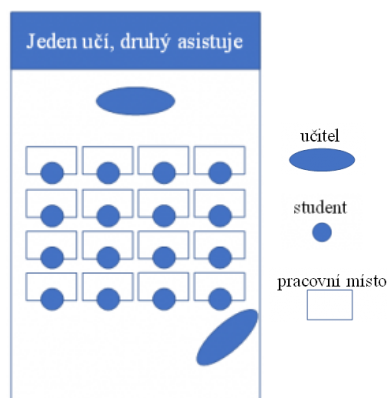 Jeden učí, druhý asistuje
učitel
student
pracovní místo